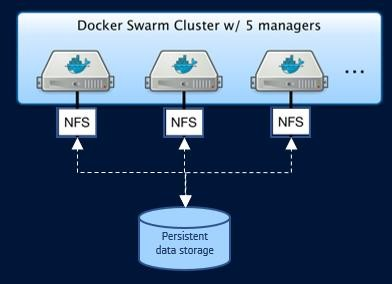 Docker Swarm Cluster w/ 5 managers
...
NFS
NFS
NFS
Persistent
data storage